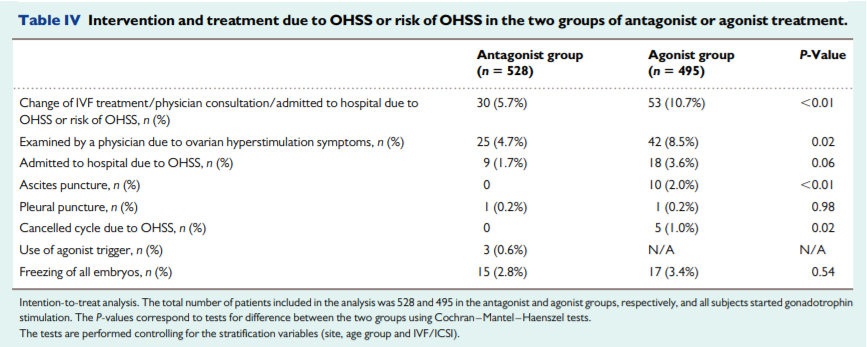 Table IV Intervention and treatment due to OHSS or risk of OHSS in the two groups of antagonist or agonist treatment.
Antagonist group Agonist group P-Value
(n = 528) (n = 495)
Change of IVF treatment/physician consultation/admitted to hospital due to 30 (5.7%) 53 (10.7%) <0.01
OHSS or risk of OHSS, n (%)
Examined by a physician due to ovarian hyperstimulation symptoms, n (%) 25 (4.7%) 42 (8.5%) 0.02
Admitted to hospital due to OHSS, n (%) 9 (1.7%) 18 (3.6%) 0.06
Ascites puncture, n (%) 0 10 (2.0%) <0.01
Pleural puncture, n (%) 1 (0.2%) 1 (0.2%) 0.98
Cancelled cycle due to OHSS, n (%) 0 5 (1.0%) 0.02
Use of agonist trigger, n (%) 3 (0.6%) N/A N/A
Freezing of all embryos, n (%) 15 (2.8%) 17 (3.4%) 0.54
Intention-to-treat analysis. The total number of patients included in the analysis was 528 and 495 in the antagonist and agonist groups, respectively, and all subjects started gonadotrophin
stimulation. The P-values correspond to tests for difference between the two groups using Cochran–Mantel–Haenszel tests.
The tests are performed controlling for the stratification variables (site, age group and IVF/ICSI).